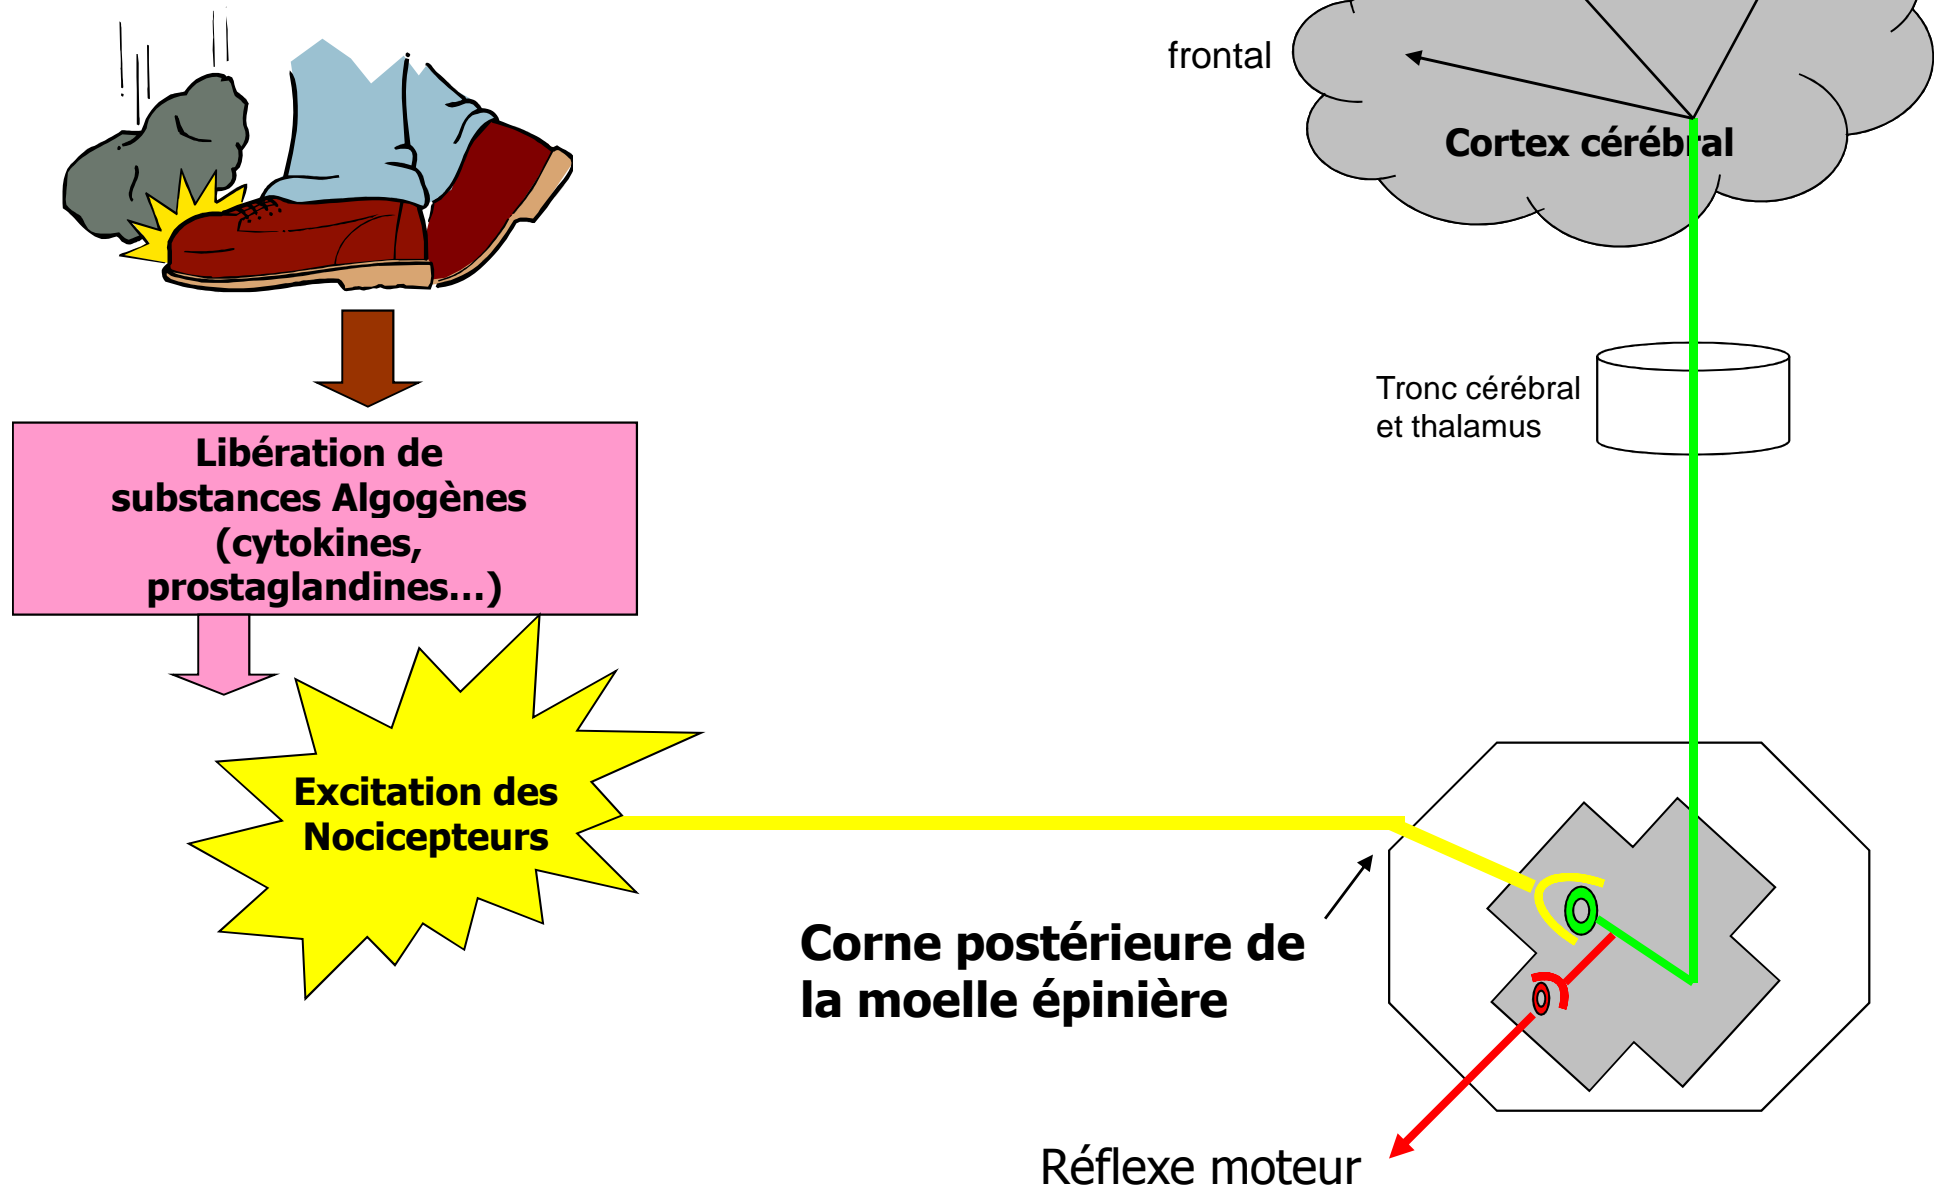 frontal
Cortex cérébral
Tronc cérébral
et thalamus
Libération de
substances Algogènes
(cytokines,
prostaglandines...)
Excitation des
Nocicepteurs
Corne postérieure de
la moelle épinière
Réflexe moteur